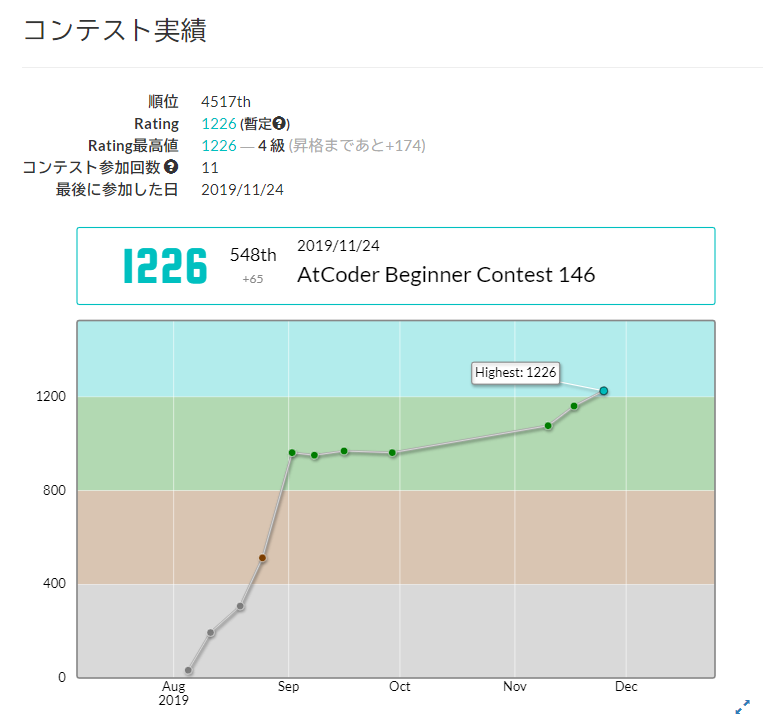 コンテスト実績
順位 4517th
Rating 1226 (暫定?)
Rating最高値 1226 ― 4 級 (昇格まであと+174)
コンテスト参加回数 ? 11
最後に参加した日 2019/11/24
1226 548th +65 2019/11/24
AtCoder Beginner Contest 146
Highest: 1226
1200
800
400
0
Aug Sep Oct Nov Dec
2019